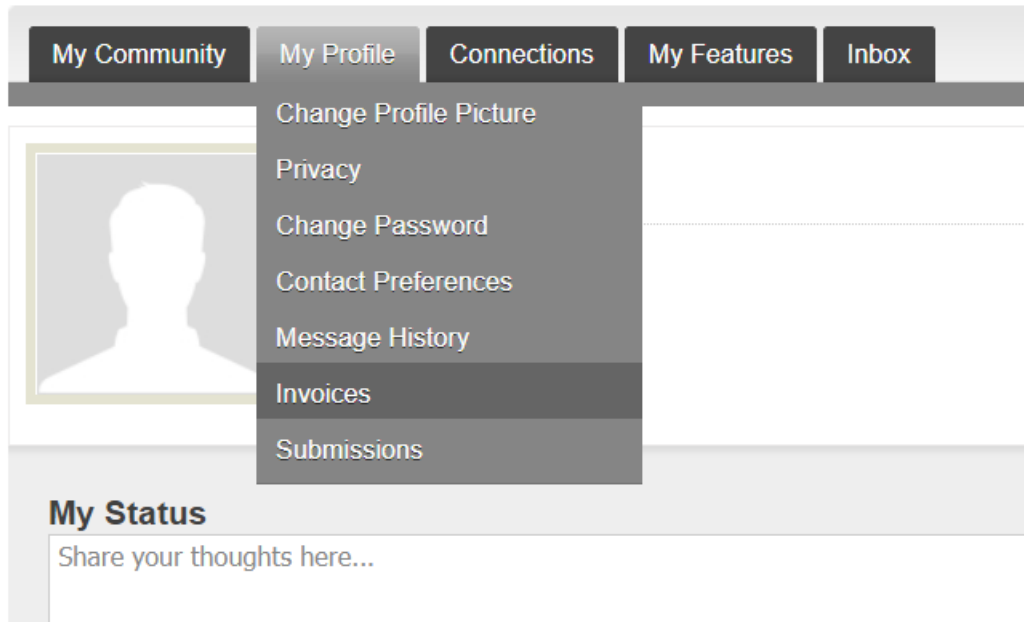 My Community My Profile Connections My Features Inbox
Change Profile Picture
Privacy
Change Password
Contact Preferences
Message History
Invoices
Submissions
My Status
Share your thoughts here...